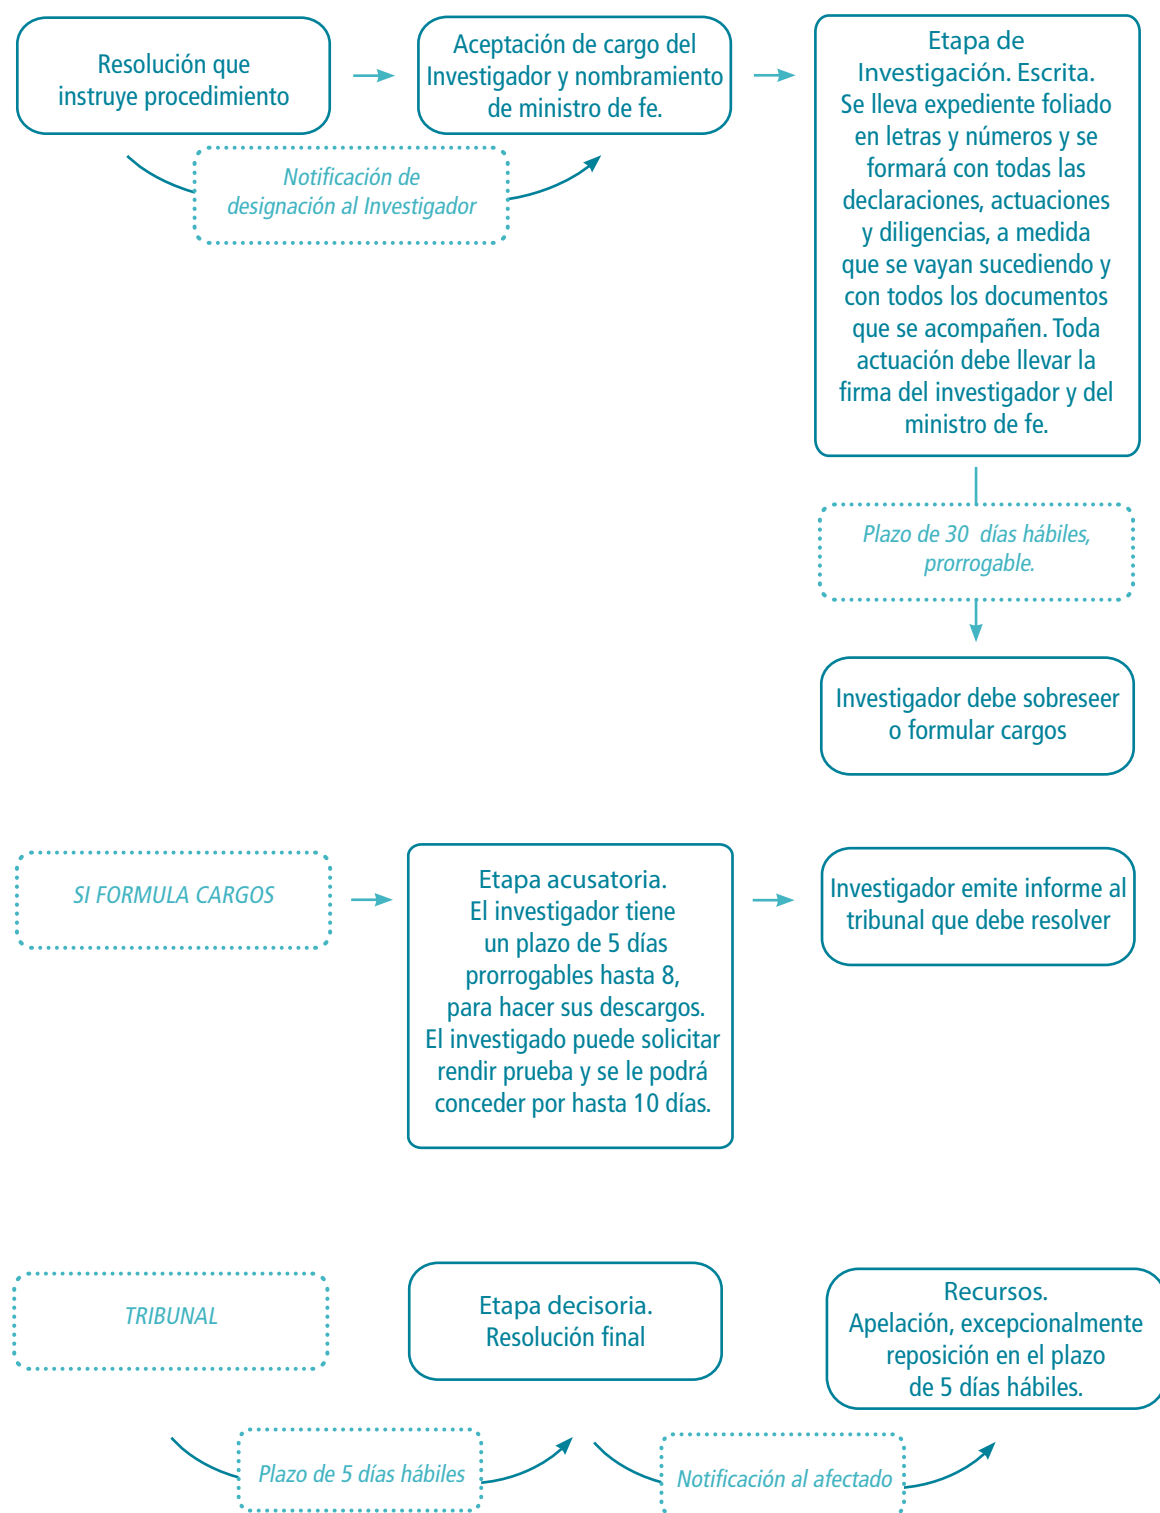 Resolución que
instruye procedimiento
Aceptación de cargo del
Investigador y nombramiento
de ministro de fe.
Notificación de
designación al Investigador
Etapa de
Investigación. Escrita.
Se lleva expediente foliado
en letras y números y se
formará con todas las
declaraciones, actuaciones
y diligencias, a medida
que se vayan sucediendo y
con todos los documentos
que se acompañen. Toda
actuación debe llevar la
firma del investigador y del
ministro de fe.
Plazo de 30 días hábiles,
prorrogable.
Investigador debe sobreseer
o formular cargos
SI FORMULA CARGOS
Etapa acusatoria.
El investigador tiene
un plazo de 5 días
prorrogables hasta 8,
para hacer sus descargos.
El investigado puede solicitar
rendir prueba y se le podrá
conceder por hasta 10 días.
Investigador emite informe al
tribunal que debe resolver
TRIBUNAL
Etapa decisoria.
Resolución final
Recursos.
Apelación, excepcionalmente
reposición en el plazo
de 5 días hábiles.
Plazo de 5 días hábiles
Notificación al afectado